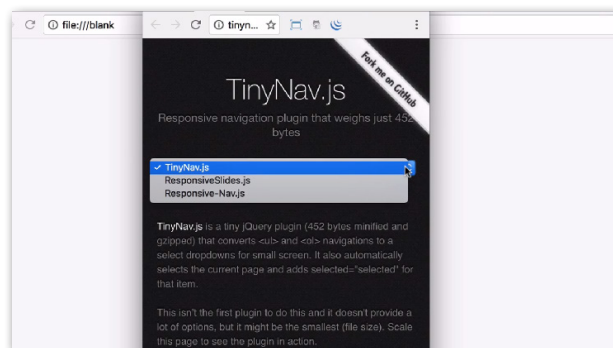 file:///blank
tinyn...
Fork me on GitHub
TinyNav.js
Responsive navigation plugin that weighs just 452
bytes
✓ TinyNav.js
ResponsiveSlides.js
Responsive-Nav.js
TinyNav.js is a tiny jQuery plugin (452 bytes minified and
gzipped) that converts <ul> and <ol> navigations to a
select dropdowns for small screen. It also automatically
selects the current page and adds selected="selected" for
that item.
This isn't the first plugin to do this and it doesn't provide a
lot of options, but it might be the smallest (file size). Scale
this page to see the plugin in action.